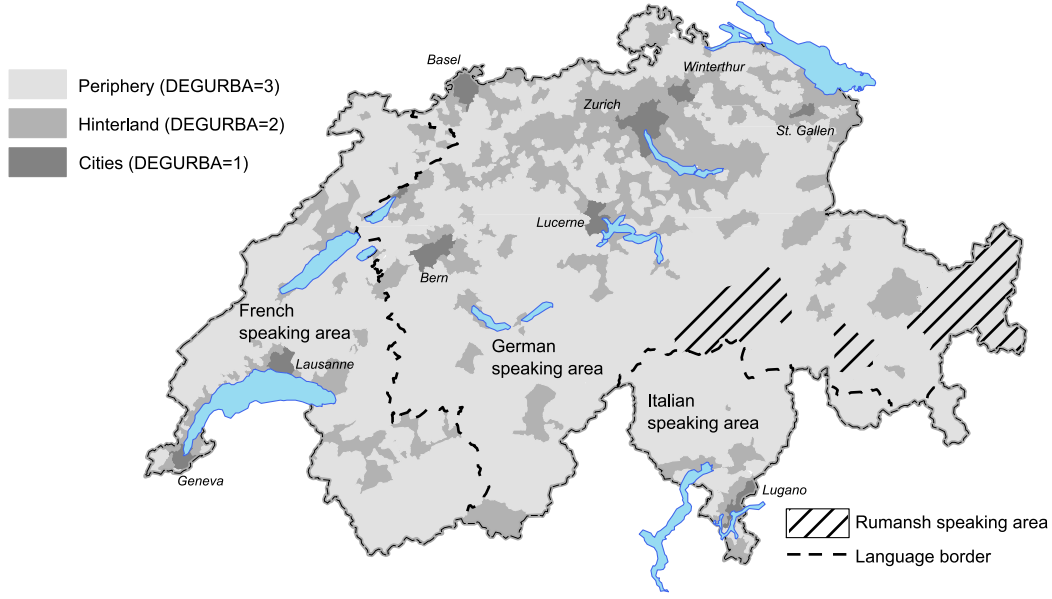 Basel
Winterthur
Periphery (DEGURBA=3)
Zurich
Hinterland (DEGURBA=2)
St. Gallen
Cities (DEGURBA=1)
Lucerne
Bern
French
speaking area
German
speaking area
Lausanne
Italian
speaking area
Geneva
Lugano
Rumansh speaking area
Language border